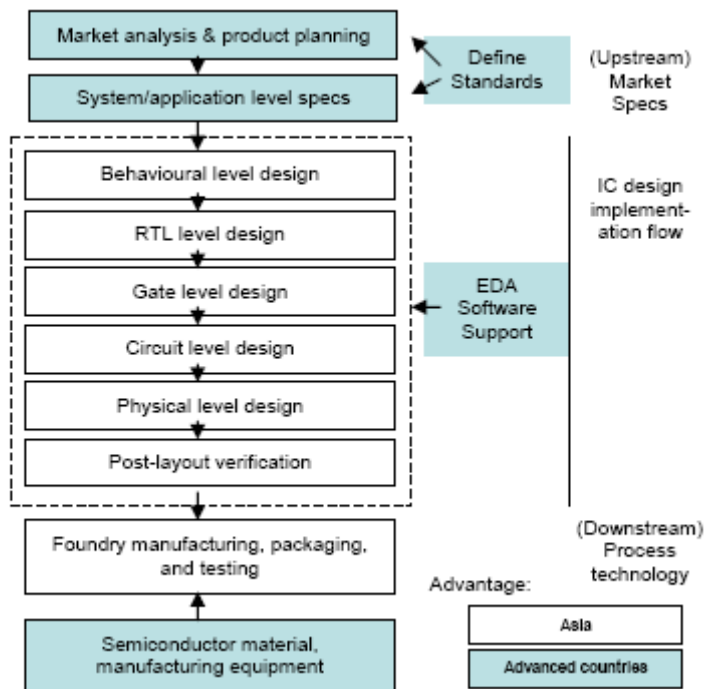 Market analysis & product planning
System/application level specs
Define
Standards
(Upstream)
Market
Specs
Behavioural level design
RTL level design
Gate level design
Circuit level design
Physical level design
Post-layout verification
EDA
Software
Support
IC design
implement-
ation flow
Foundry manufacturing, packaging,
and testing
(Downstream)
Process
technology
Semiconductor material,
manufacturing equipment
Advantage:
Asia
Advanced countries